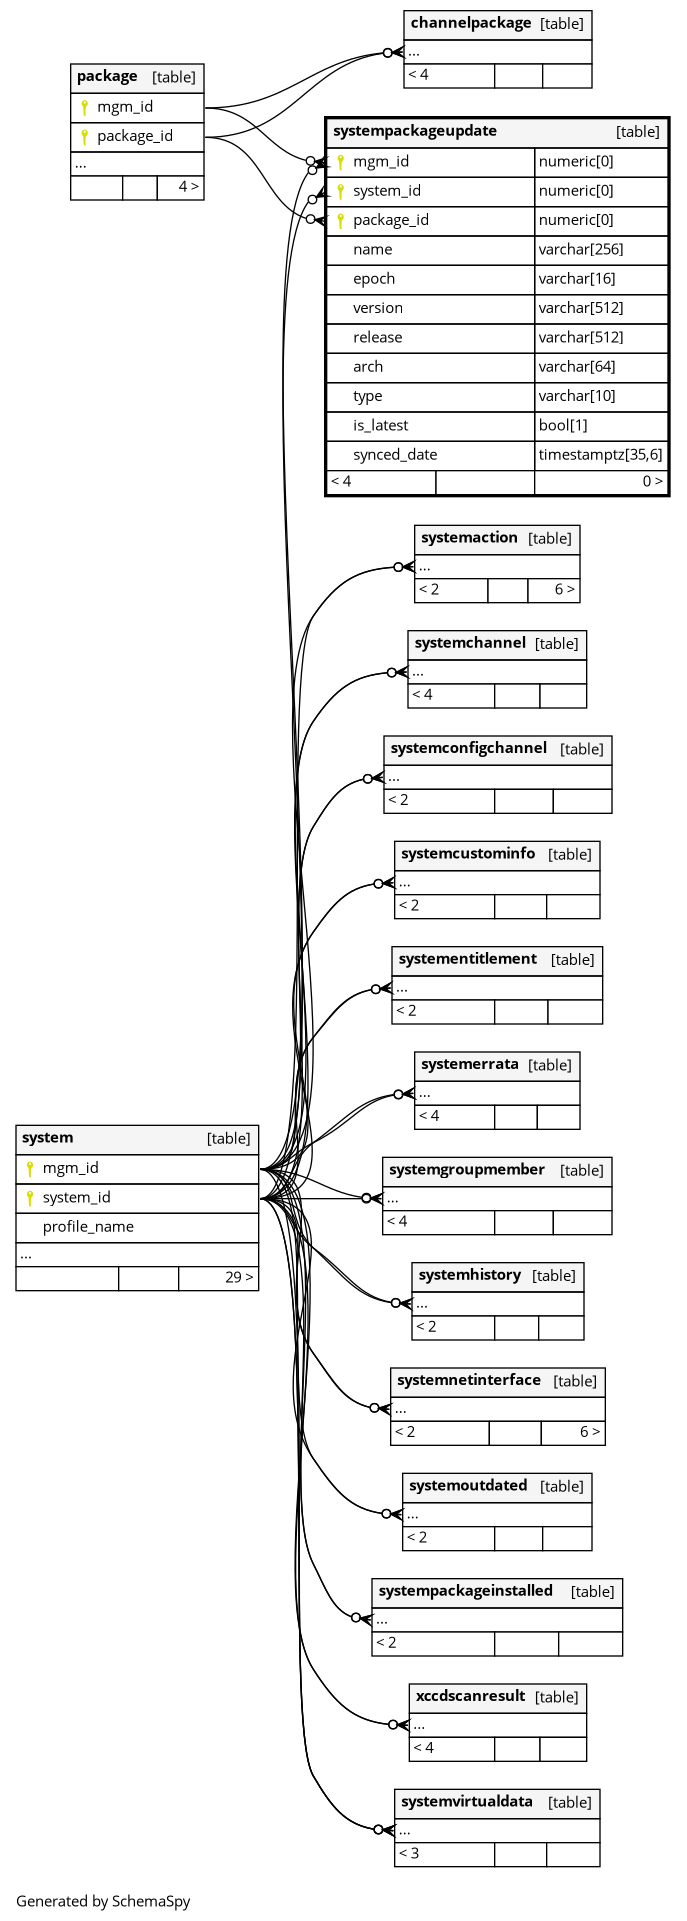 channelpackage [table]
...
< 4
package [table]
mgm_id
package_id
...
4 >
systempackageupdate [table]
mgm_id numeric[0]
system_id numeric[0]
package_id numeric[0]
name varchar[256]
epoch varchar[16]
version varchar[512]
release varchar[512]
arch varchar[64]
type varchar[10]
is_latest bool[1]
synced_date timestamptz[35,6]
< 4 0 >
systemaction [table]
...
< 2 6 >
systemchannel [table]
...
< 4
systemconfigchannel [table]
...
< 2
systemcustominfo [table]
...
< 2
systementitlement [table]
...
< 2
systemerrata [table]
...
< 4
system [table]
mgm_id
system_id
profile_name
...
29 >
systemgroupmember [table]
...
< 4
systemhistory [table]
...
< 2
systemnetinterface [table]
...
< 2 6 >
systemoutdated [table]
...
< 2
systempackageinstalled [table]
...
< 2
xccdscanresult [table]
...
< 4
systemvirtualdata [table]
...
< 3
Generated by SchemaSpy